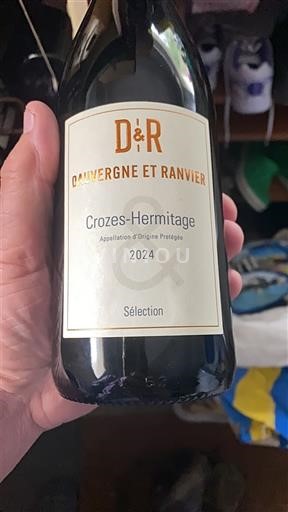 D&R
DAUVERGNE ET RANVIER
Crozes-Hermitage
Appellation d'Origine Protégée
2024
Sélection